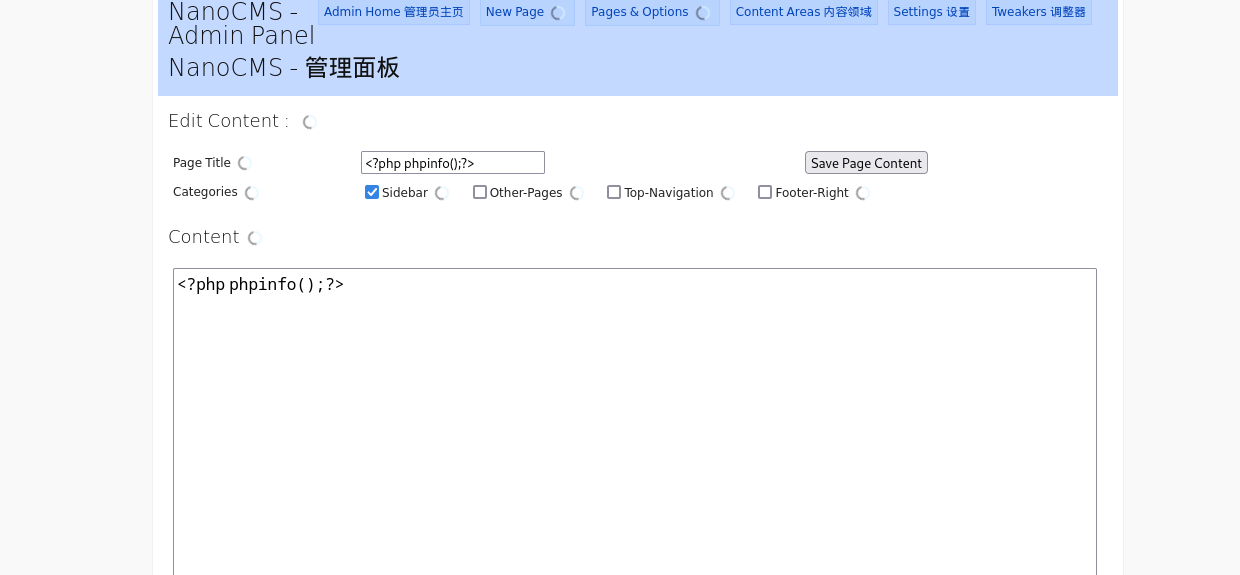 NanoCMS - Admin Home 管理员主页 New Page Pages & Options Content Areas 内容领域 Settings 设置 Tweakers 调整器
Admin Panel
NanoCMS - 管理面板
Edit Content :
Page Title <?php phpinfo();?> Save Page Content
Categories Sidebar Other-Pages Top-Navigation Footer-Right
Content
<?php phpinfo();?>